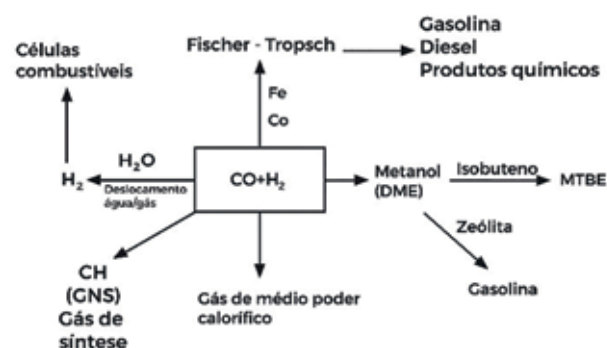 Gasolina
Diesel
Produtos químicos
Fischer - Tropsch
Células
combustíveis
Fe
Co
H₂O
H₂
Deslocamento
água/gás
CO+H₂
Metanol
(DME)
Isobuteno
MTBE
Zeólita
Gasolina
CH
(GNS)
Gás de
síntese
Gás de médio poder
calorífico